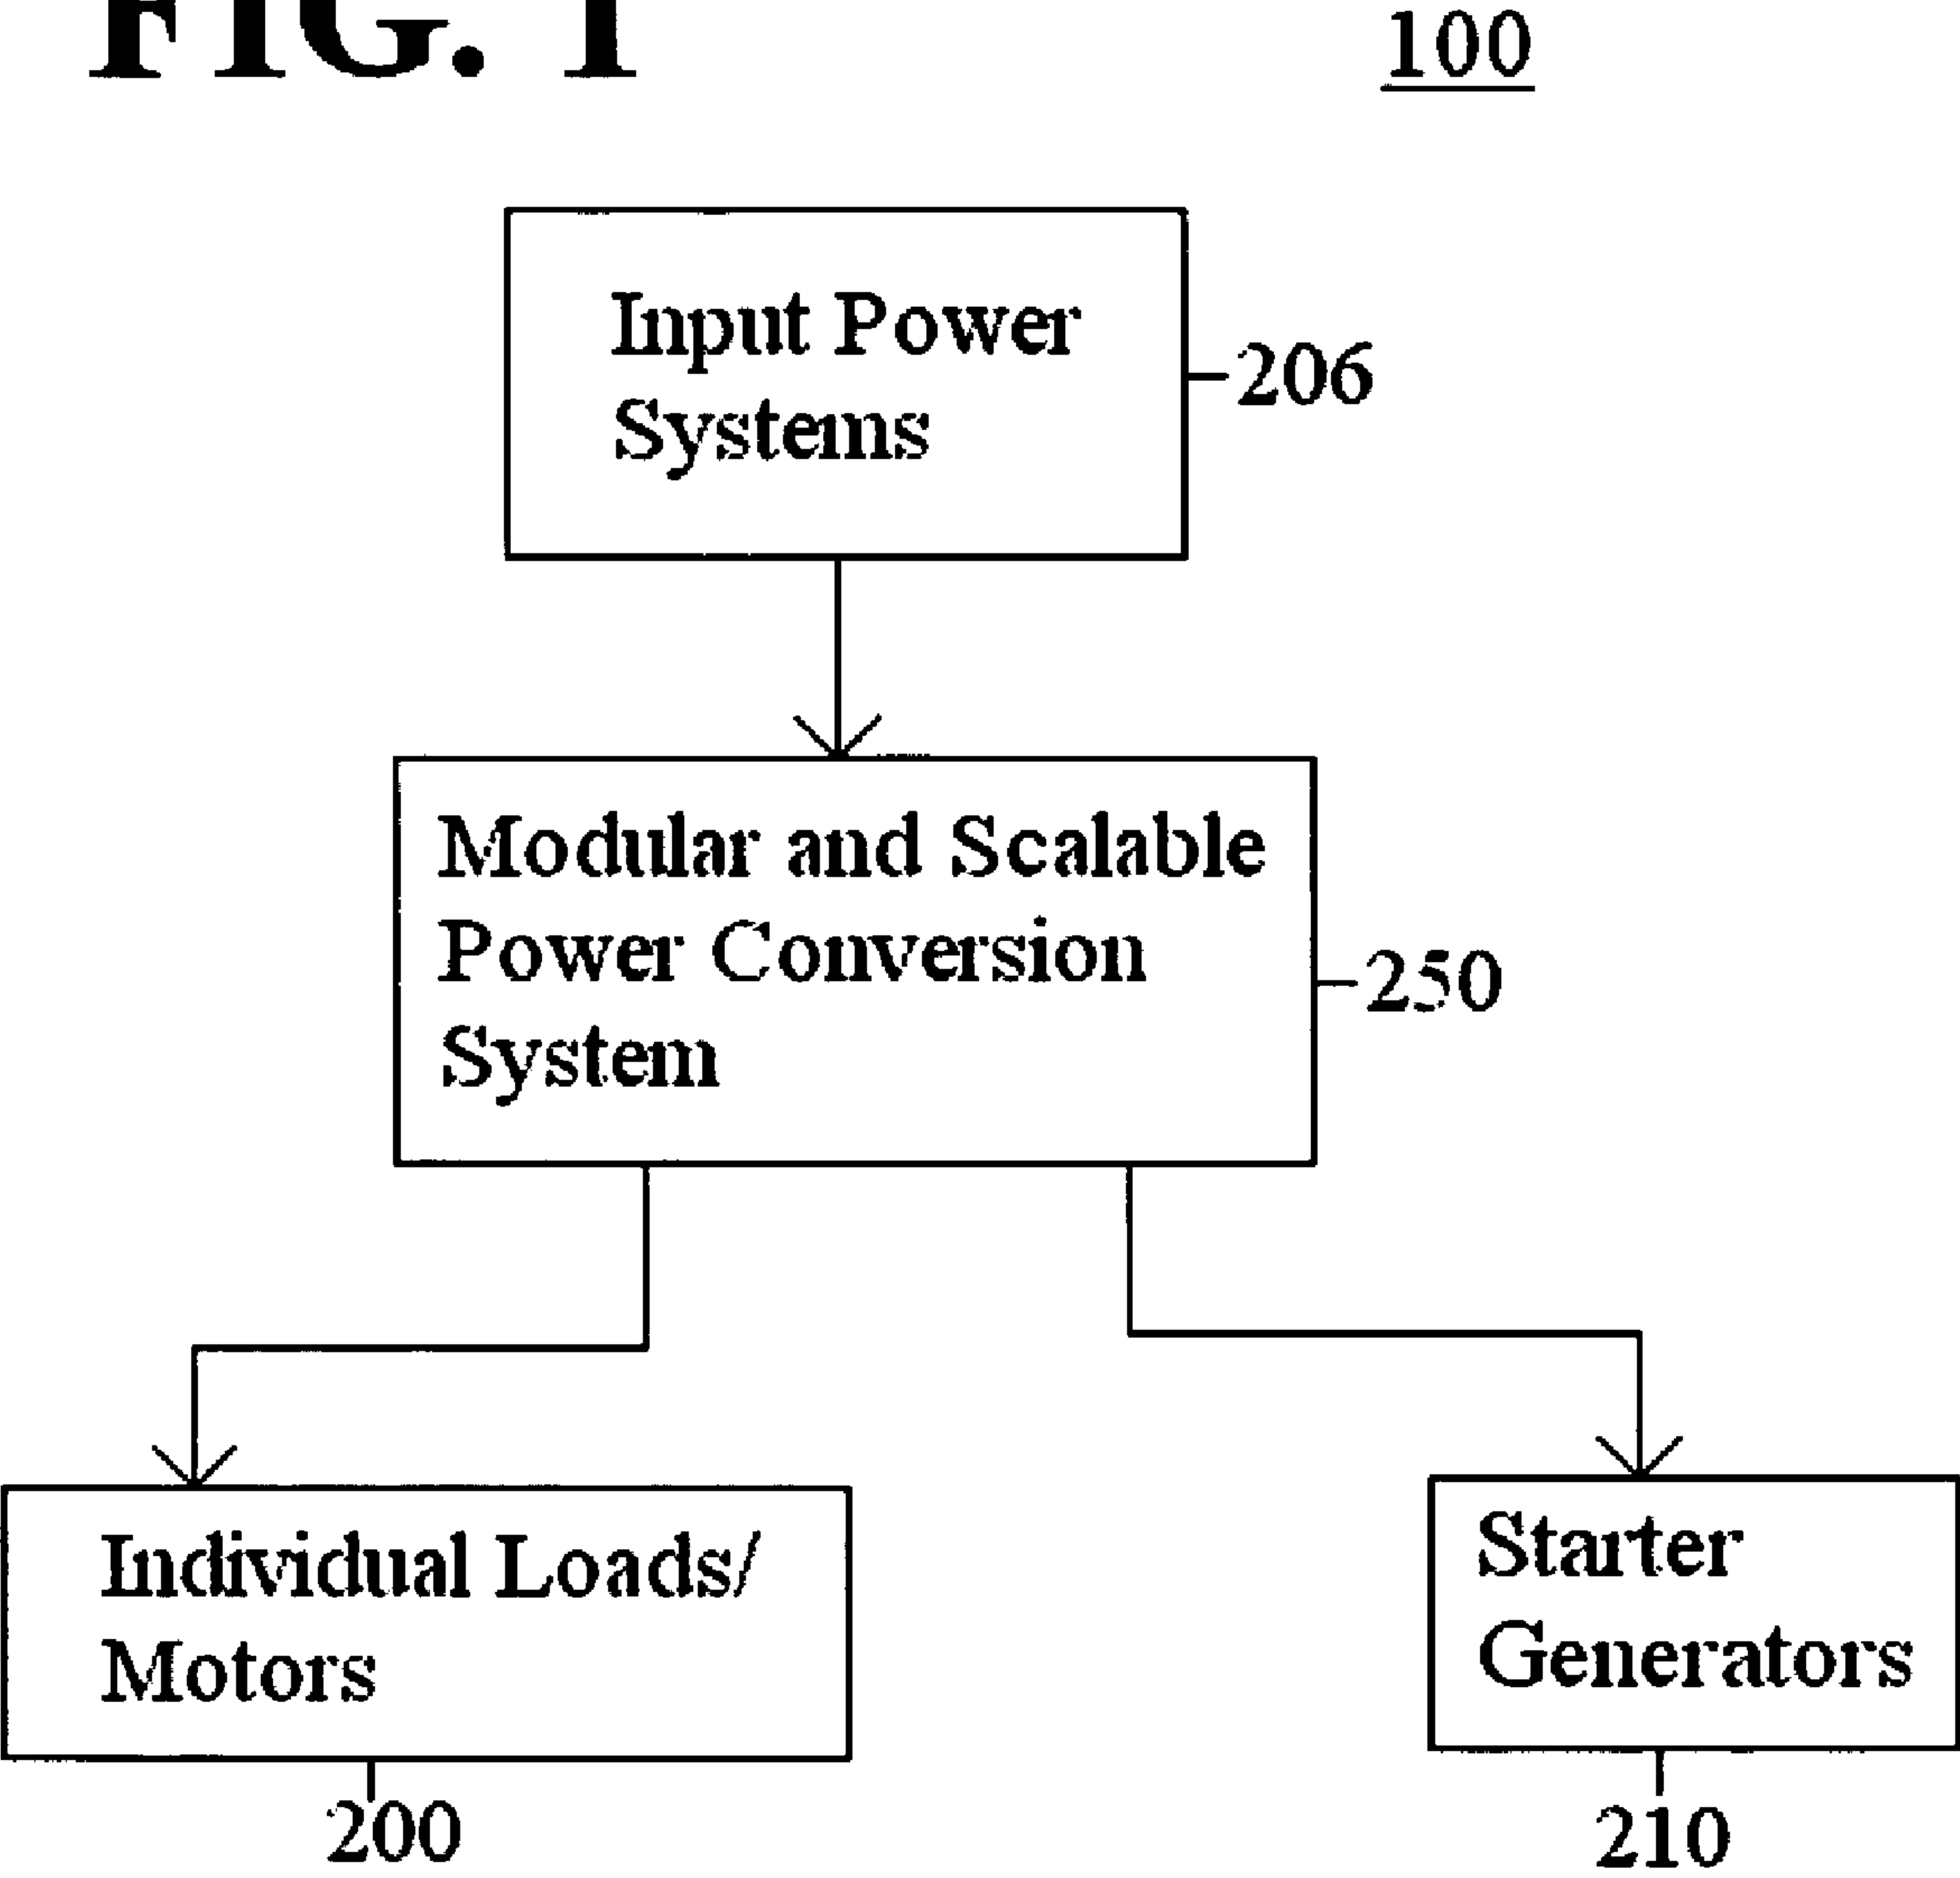 FIG. 1
100
Input Power
Systems
206
Modular and Scalable
Power Conversion
System
250
Individual Loads/
Motors
200
Starter
Generators
210